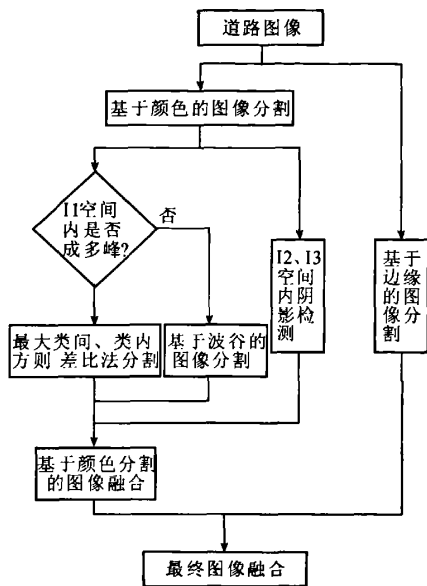 道路图像
基于颜色的图像分割
I1空间
内是否
成多峰?
否
I2、I3
空间
内阴
影检
测
基于
边缘
的图
像分
割
最大类间、类内
方则 差比法分割
基于波谷的
图像分割
基于颜色分割
的图像融合
最终图像融合